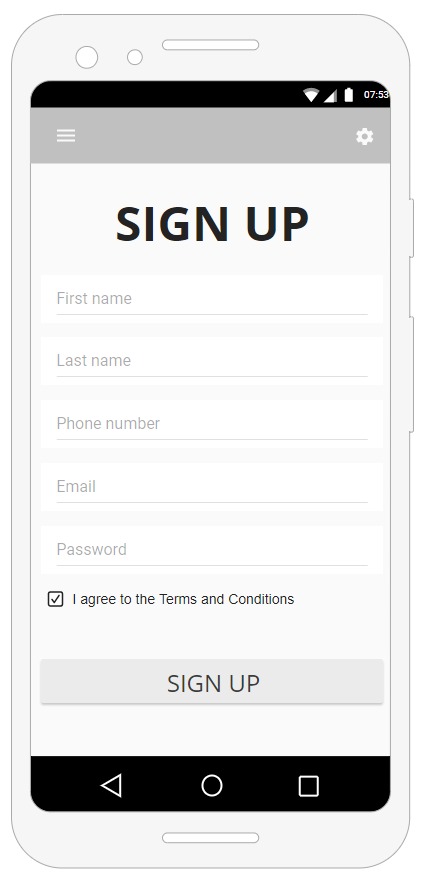 07:53
SIGN UP
First name
Last name
Phone number
Email
Password
I agree to the Terms and Conditions
SIGN UP